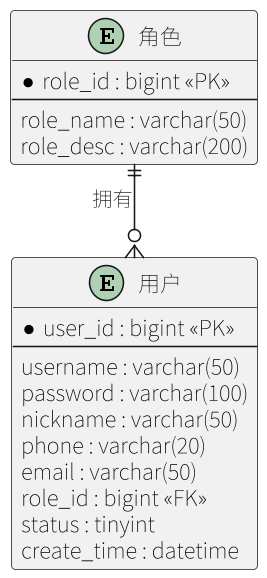 E 角色
role_id : bigint «PK»
role_name : varchar(50)
role_desc : varchar(200)
拥有
E 用户
user_id : bigint «PK»
username : varchar(50)
password : varchar(100)
nickname : varchar(50)
phone : varchar(20)
email : varchar(50)
role_id : bigint «FK»
status : tinyint
create_time : datetime